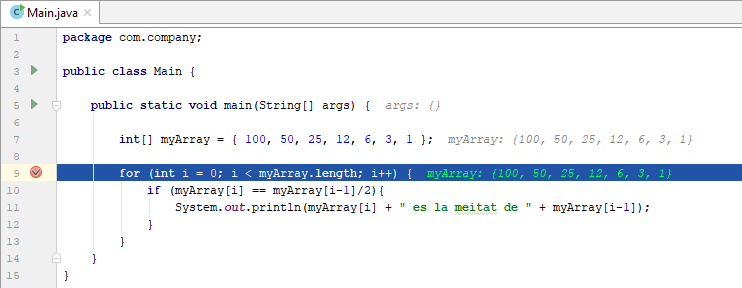 Main.java
1 package com.company;
2
3 public class Main {
4
5 public static void main(String[] args) { args: {}
6
7 int[] myArray = { 100, 50, 25, 12, 6, 3, 1 }; myArray: {100, 50, 25, 12, 6, 3, 1}
8
9 for (int i = 0; i < myArray.length; i++) { myArray: {100, 50, 25, 12, 6, 3, 1}
10 if (myArray[i] == myArray[i-1]/2){
11 System.out.println(myArray[i] + " es la meitat de " + myArray[i-1]);
12 }
13 }
14 }
15 }